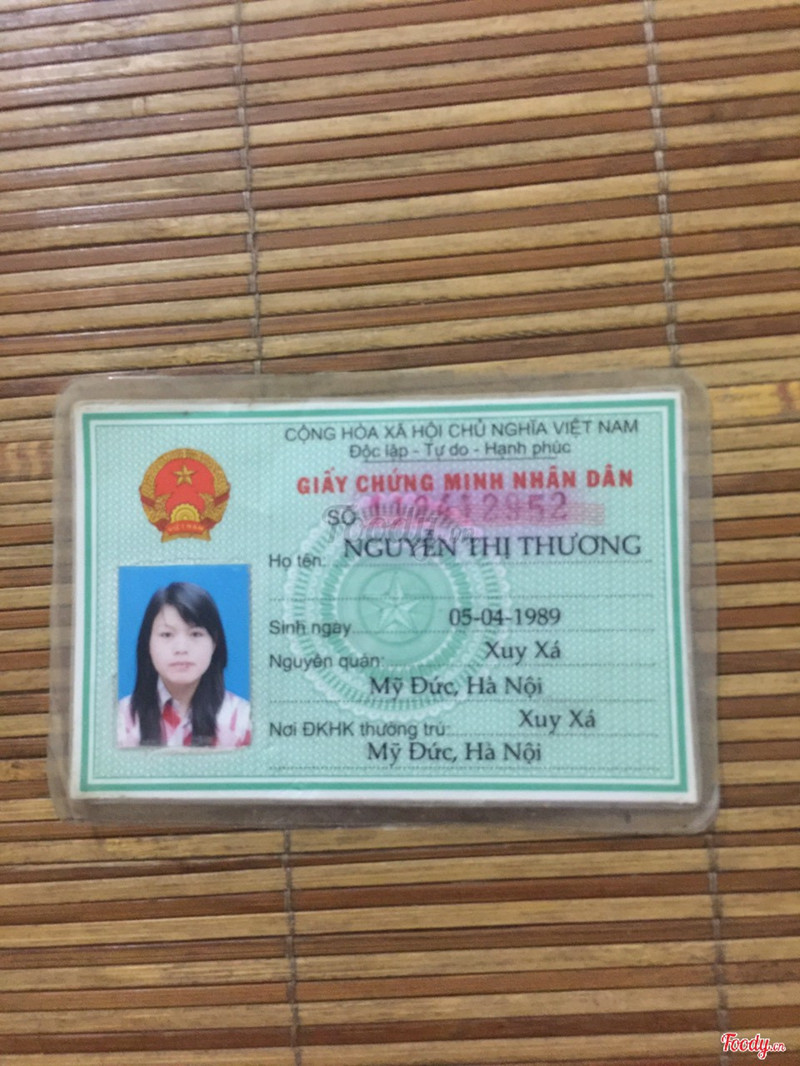 CỘNG HÒA XÃ HỘI CHỦ NGHĨA VIỆT NAM
Độc lập - Tự do - Hạnh phúc
GIẤY CHỨNG MINH NHÂN DÂN
SỐ
Họ tên: NGUYỄN THỊ THƯƠNG
Sinh ngày 05-04-1989
Nguyên quán: Xuy Xá
Mỹ Đức, Hà Nội
Nơi ĐKHK thường trú: Xuy Xá
Mỹ Đức, Hà Nội
VIỆT NAM
Foody.vn